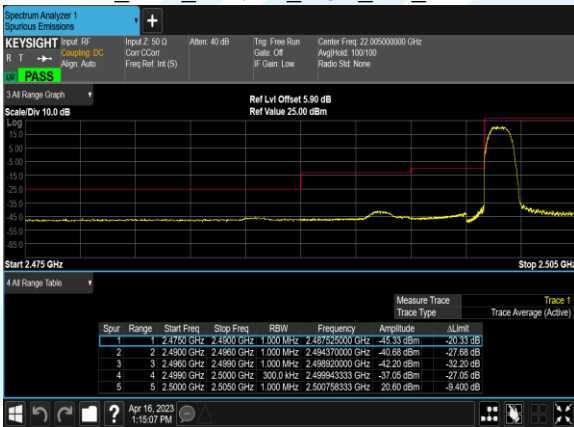 Spectrum Analyzer 1
Spurious Emissions
KEYSIGHT Input: RF Input Z: 50 Ω Atten: 40 dB Trig: Free Run Center Freq: 22.005000000 GHz
R T Coupling: DC Corr CCorr Gate: Off Avg|Hold: 100/100
Align: Auto Freq Ref: Int (S) IF Gain: Low Radio Std: None
PASS
3 All Range Graph
Ref Lvl Offset 5.90 dB
Scale/Div 10.0 dB Ref Value 25.00 dBm
Log
15.0
5.00
-5.00
-15.0
-25.0
-35.0
-45.0
-55.0
-65.0
Start 2.475 GHz Stop 2.505 GHz
4 All Range Table
Measure Trace Trace 1
Trace Type Trace Average (Active)
Spur Range Start Freq Stop Freq RBW Frequency Amplitude ΔLimit
1 1 2.4750 GHz 2.4900 GHz 1.000 MHz 2.487525000 GHz -45.33 dBm -20.33 dB
2 2 2.4900 GHz 2.4960 GHz 1.000 MHz 2.494370000 GHz -40.68 dBm -27.68 dB
3 3 2.4960 GHz 2.4990 GHz 1.000 MHz 2.498920000 GHz -42.20 dBm -32.20 dB
4 4 2.4990 GHz 2.5000 GHz 300.0 kHz 2.499943333 GHz -37.05 dBm -27.05 dB
5 5 2.5000 GHz 2.5050 GHz 1.000 MHz 2.500758333 GHz 20.60 dBm -9.400 dB
Apr 16, 2023
1:15:07 PM